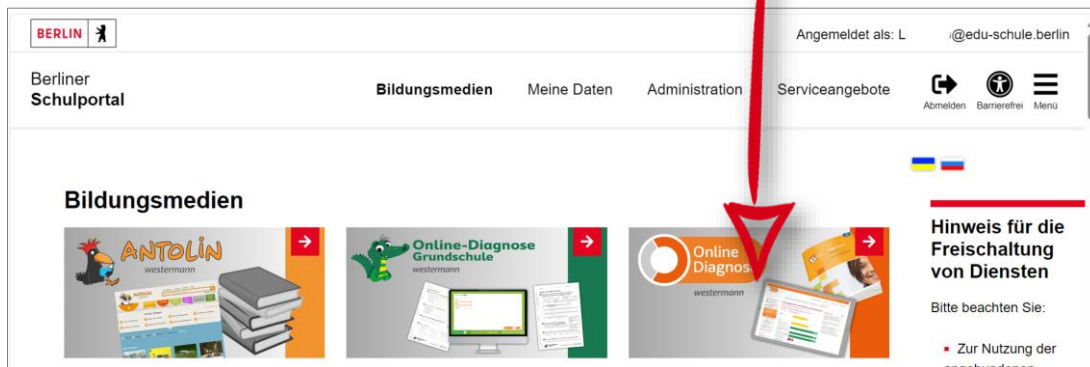 BERLIN
Angemeldet als: L @edu-schule.berlin
Berliner
Schulportal
Bildungsmedien Meine Daten Administration Serviceangebote
Abmelden Barrierefrei Menü
Bildungsmedien
ANTOLIN
westermann
Online-Diagnose
Grundschule
westermann
Online
Diagnose
westermann
Hinweis für die
Freischaltung
von Diensten
Bitte beachten Sie:
Zur Nutzung der